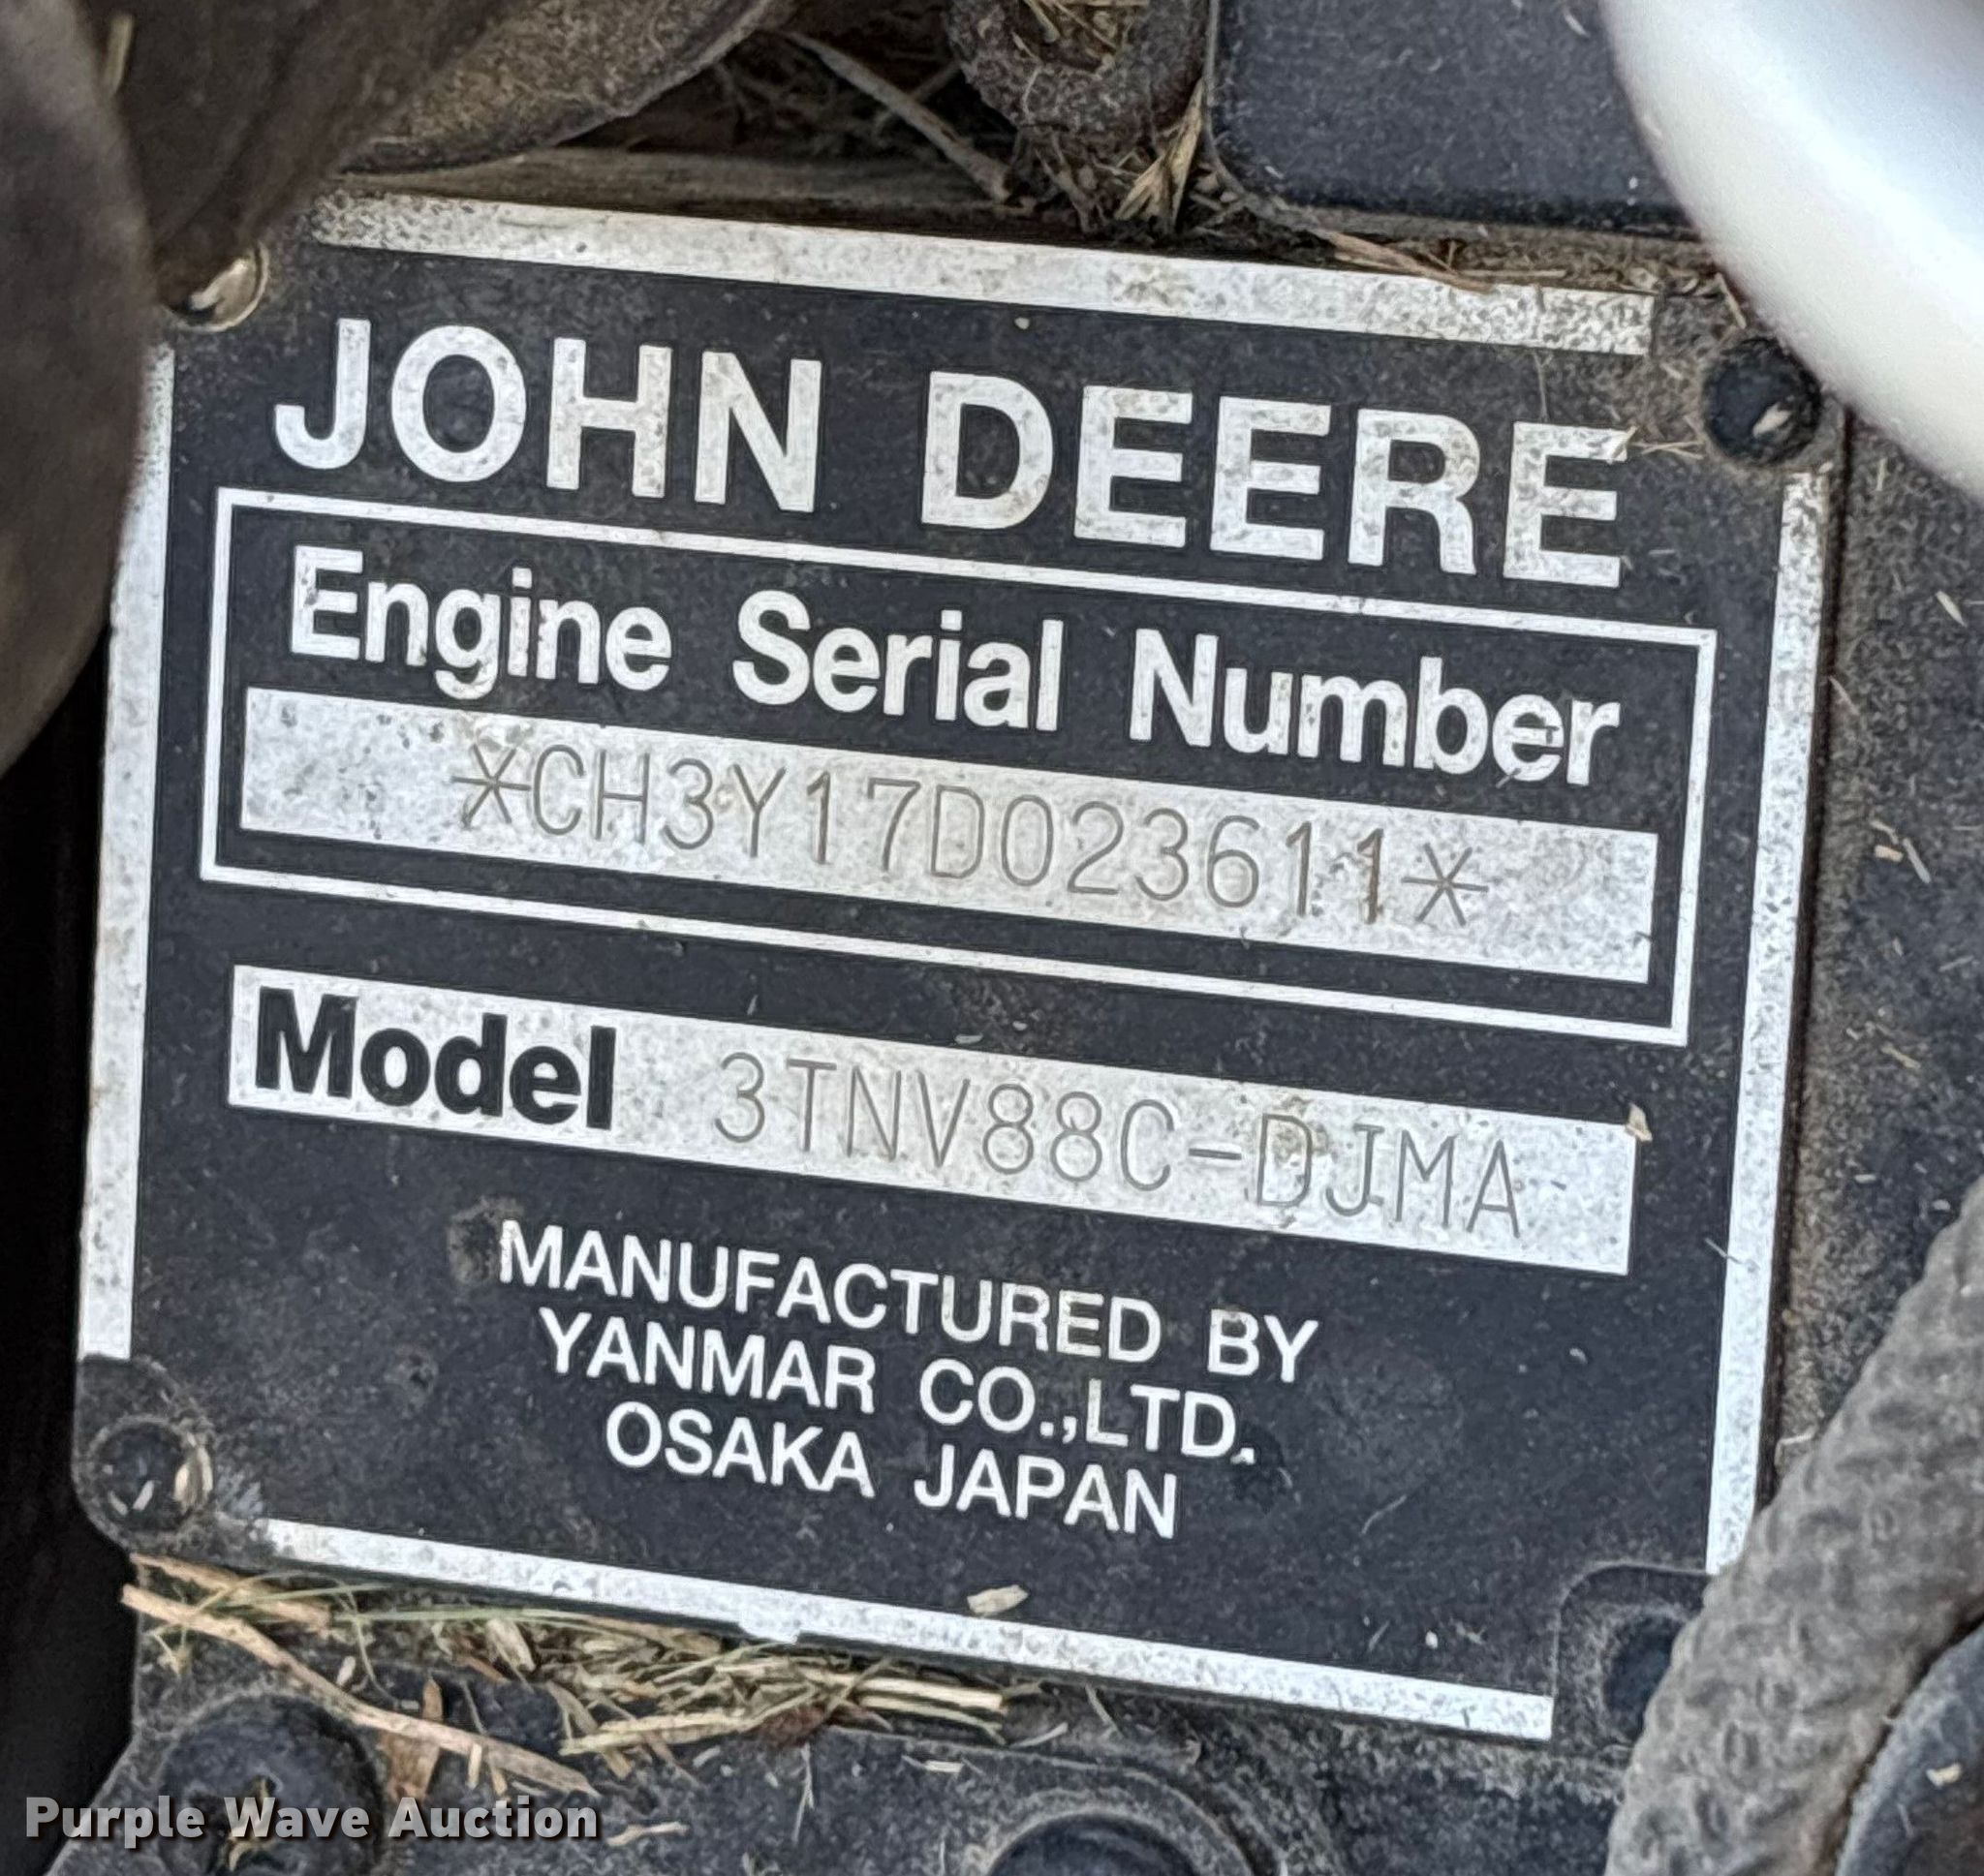 JOHN DEERE
Engine Serial Number
*CH3Y17D023611*
Model 3TNV88C-DJMA
MANUFACTURED BY
YANMAR CO.,LTD.
OSAKA JAPAN
Purple Wave Auction